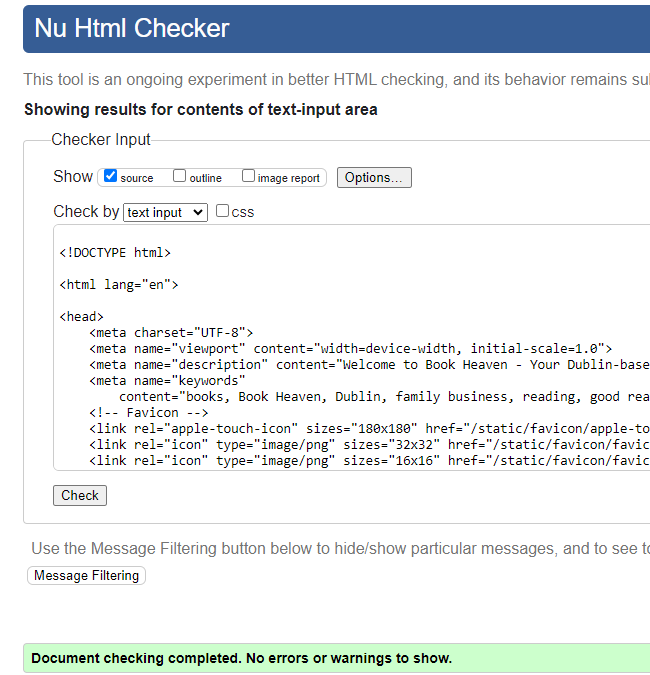 Nu Html Checker
This tool is an ongoing experiment in better HTML checking, and its behavior remains
Showing results for contents of text-input area
Checker Input
Show source outline image report Options...
Check by text input css
<!DOCTYPE html>
<html lang="en">
<head>
<meta charset="UTF-8">
<meta name="viewport" content="width=device-width, initial-scale=1.0">
<meta name="description" content="Welcome to Book Heaven - Your Dublin-base
<meta name="keywords"
content="books, Book Heaven, Dublin, family business, reading, good rea
<!-- Favicon -->
<link rel="apple-touch-icon" sizes="180x180" href="/static/favicon/apple-to
<link rel="icon" type="image/png" sizes="32x32" href="/static/favicon/favic
<link rel="icon" type="image/png" sizes="16x16" href="/static/favicon/favic
Check
Use the Message Filtering button below to hide/show particular messages, and to see
Message Filtering
Document checking completed. No errors or warnings to show.